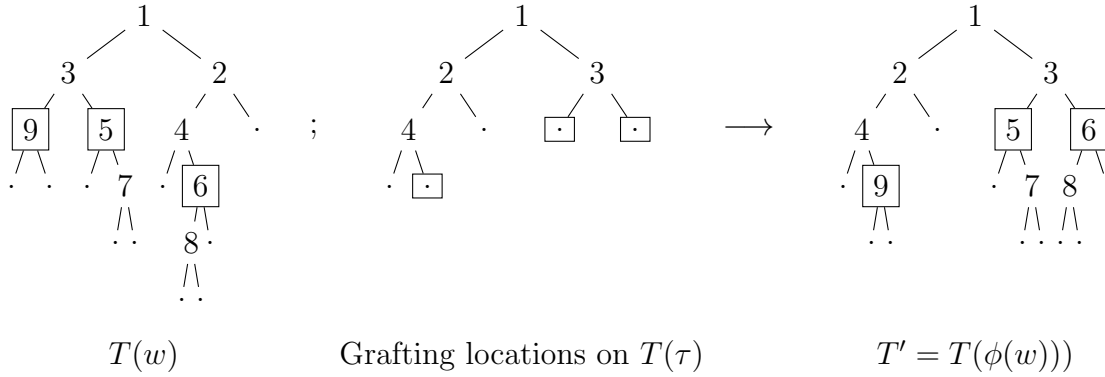 1 1 1
3 2 2 3 2 3
9 5 4 · ; 4 · · · ⟶ 4 · 5 6
· · · 7 · 6 · · · 9 · 7 8 ·
· · 8 · · · · · · ·
· ·
T(w) Grafting locations on T(τ) T′ = T(ϕ(w)))